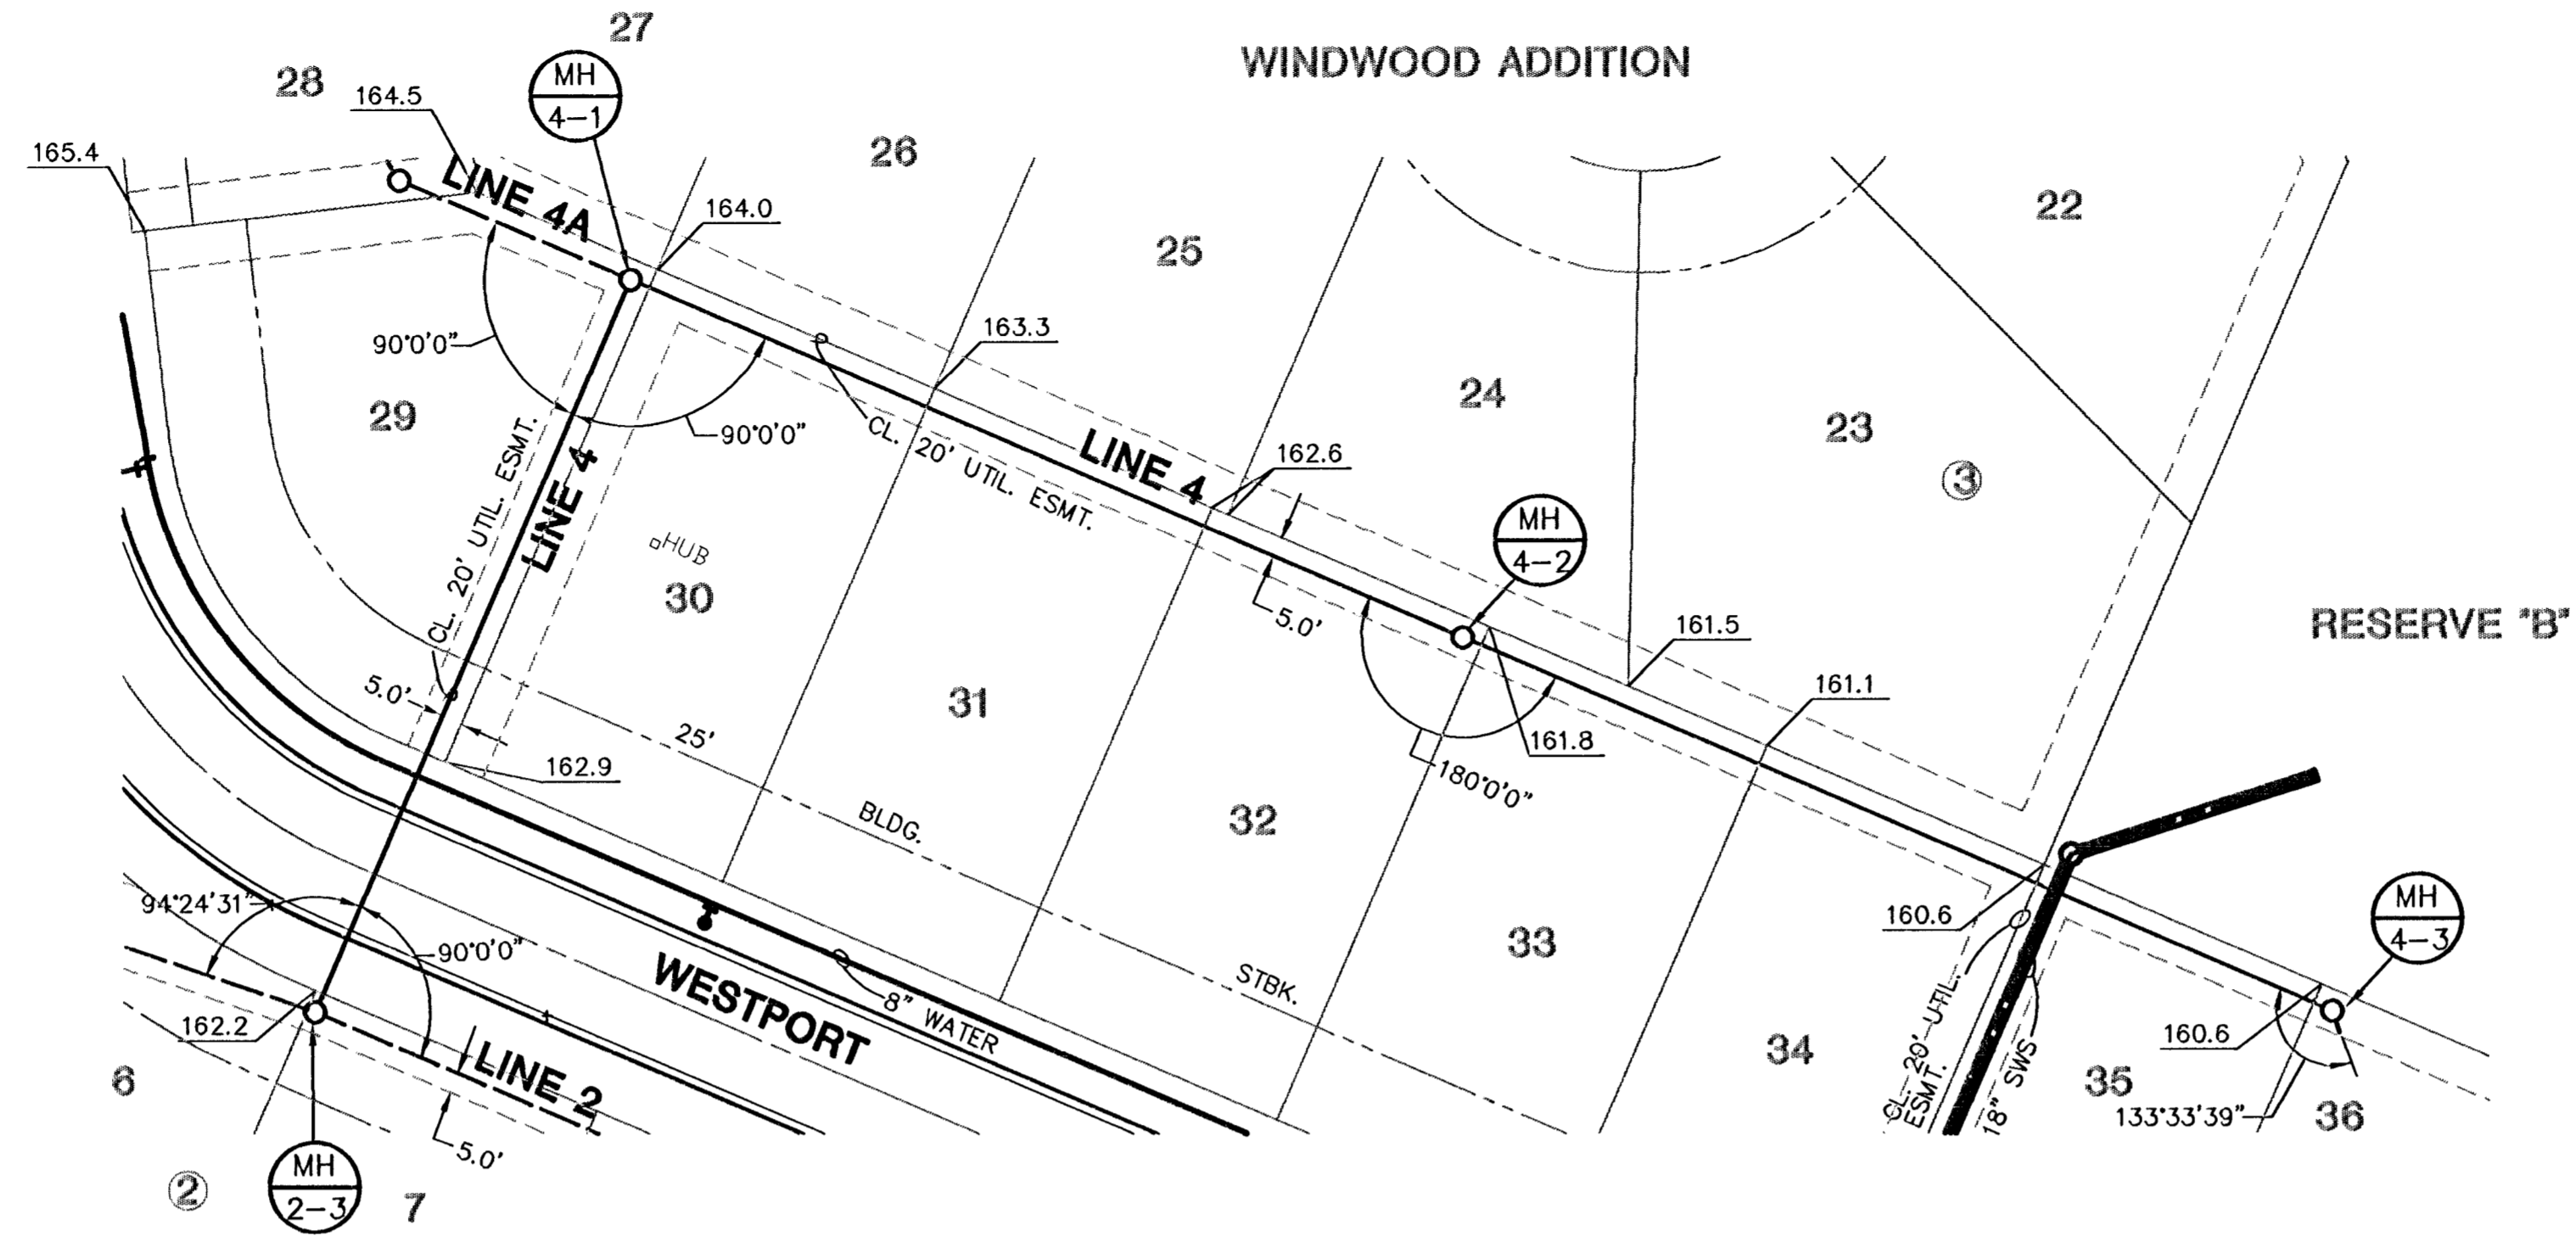 27
WINDWOOD ADDITION
28
MH
4-1
164.5
165.4
26
LINE 4A
164.0
22
25
163.3
90°0'0"
24
29
90°0'0"
CL. 20' UTIL. ESMT.
LINE 4
162.6
23
3
CL. 20' UTIL. ESMT.
LINE 4
HUB
MH
4-2
30
5.0'
161.5
RESERVE "B"
5.0'
31
161.1
25'
161.8
162.9
180°0'0"
BLDG.
32
94°24'31"
90°0'0"
160.6
MH
4-3
33
WESTPORT
8" WATER
STBK.
162.2
CL. 20' UTIL.
ESMT.
18" SWS
160.6
34
35
LINE 2
6
133°33'39"
36
5.0'
MH
2-3
2
7